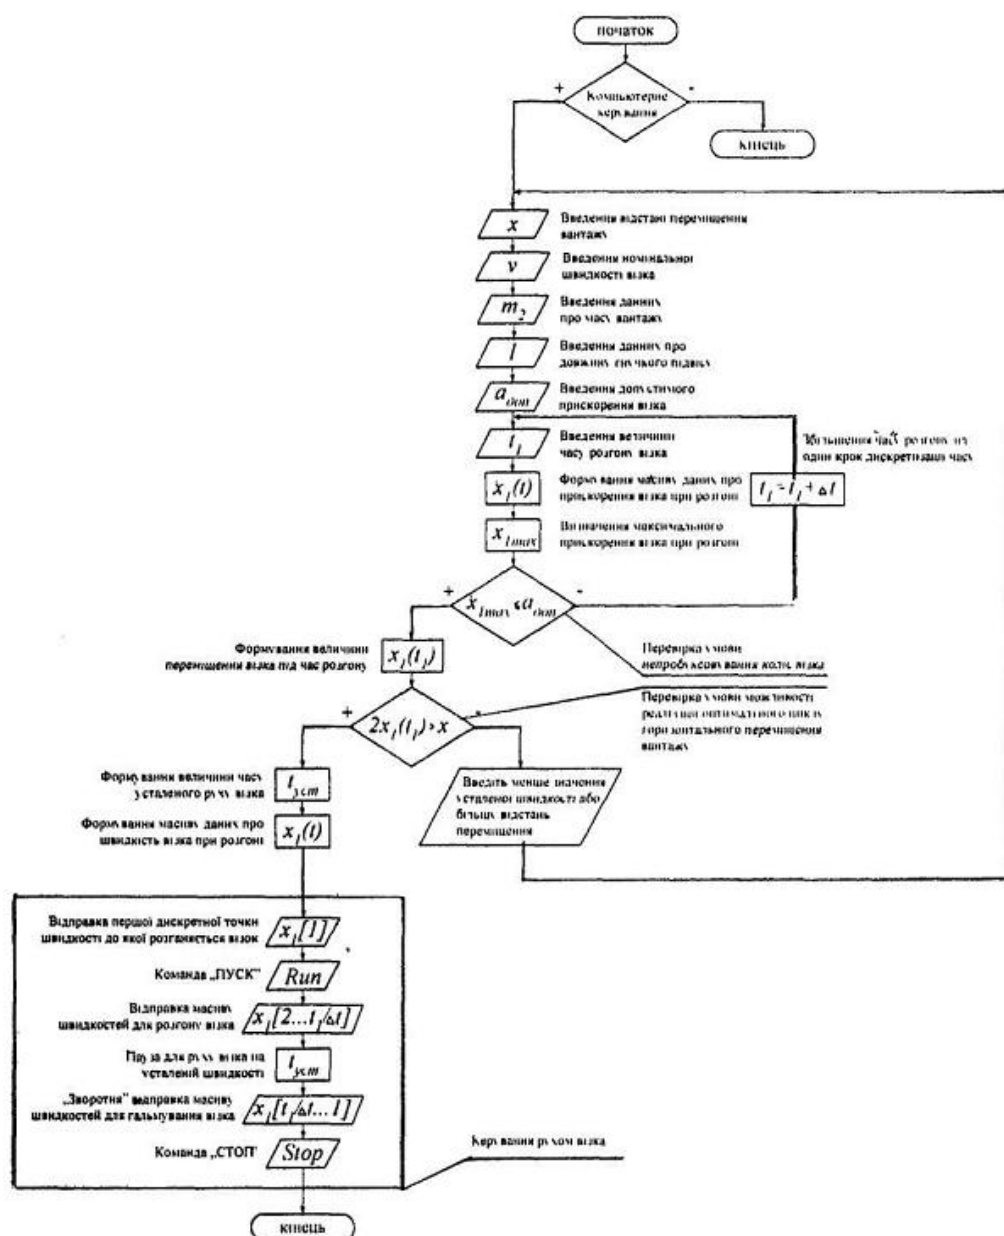 початок
+
-
Компьютерне
керування
кінець
x
Введення відстані переміщення
вантажу
v
Введення номінальної
швидкості візка
m₂
Введення данних
про масу вантажу
l
Введення данних про
довжину гнучкого підвісу
a_доп
Введення допустимого
прискорення візка
t₁
Введення величини
часу розгону візка
Збільшення часу розгону на
один крок дискретизації часу
x₁(t)
Формування масиву даних про
прискорення візка при розгоні
t₁=t₁+Δt
x₁max
Визначення максимального
прискорення візка при розгоні
+
-
x₁max ≤ a_доп
Формування величини
переміщення візка під час розгону
x₁(t₁)
Перевірка умови
непробуксовування коліс візка
+
-
2x₁(t₁)>x
Перевірка умови можливості
реалізації оптимального циклу
горизонтального переміщення
вантажу
Формування величини часу
усталеного руху візка
t_уст
Введіть менше значення
усталеної швидкості або
більшу відстань
переміщення
Формування масиву даних про
швидкість візка при розгоні
x₁(t)
Відправка першої дискретної точки
швидкості до якої розганяється візок
x₁[1]
Команда „ПУСК"
Run
Відправка масиву
швидкостей для розгону візка
x₁[2...t₁/Δt]
Пауза для руху візка на
усталеній швидкості
t_уст
„Зворотня" відправка масиву
швидкостей для гальмування візка
x₁[t₁/Δt...1]
Команда „СТОП"
Stop
Керування рухом візка
кінець